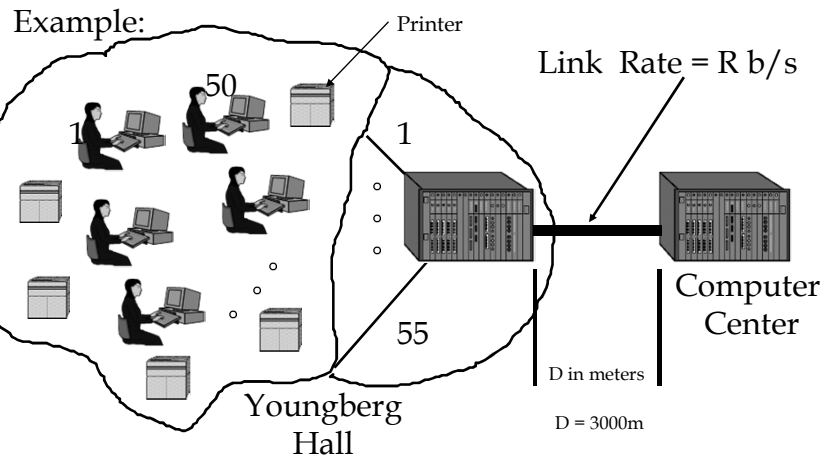 Example:
Printer
Link Rate = R b/s
50
1
1
55
Computer
Center
D in meters
D = 3000m
Youngberg
Hall